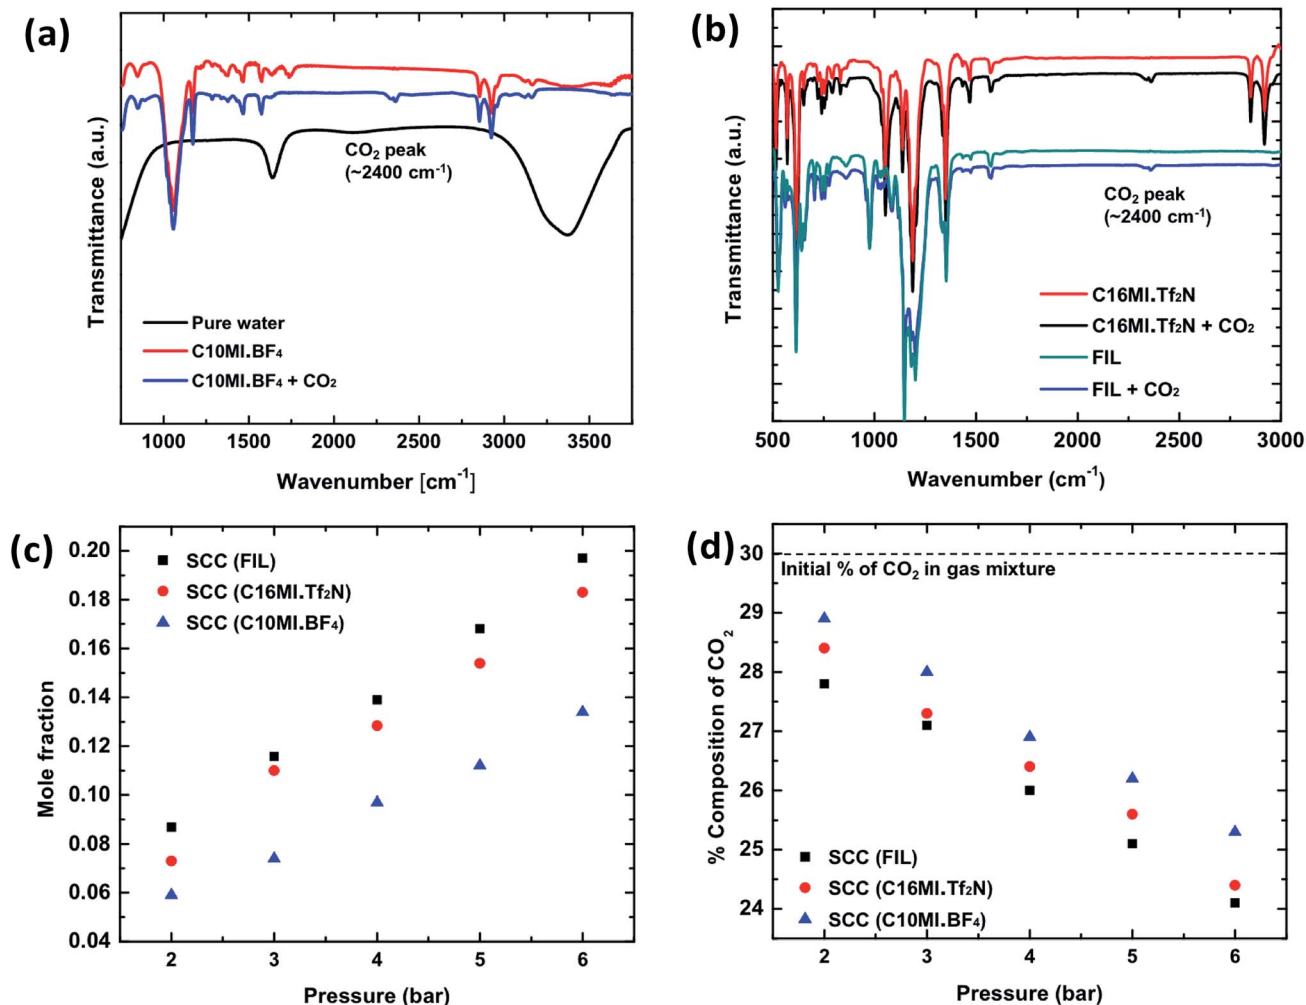 (a)
Transmittance (a.u.)
CO₂ peak
(~2400 cm⁻¹)
Pure water
C10MI.BF₄
C10MI.BF₄ + CO₂
1000 1500 2000 2500 3000 3500
Wavenumber [cm⁻¹]
(b)
Transmittance (a.u.)
CO₂ peak
(~2400 cm⁻¹)
C16MI.Tf₂N
C16MI.Tf₂N + CO₂
FIL
FIL + CO₂
500 1000 1500 2000 2500 3000
Wavenumber (cm⁻¹)
(c)
Mole fraction
0.20
0.18
0.16
0.14
0.12
0.10
0.08
0.06
0.04
SCC (FIL)
SCC (C16MI.Tf₂N)
SCC (C10MI.BF₄)
2 3 4 5 6
Pressure (bar)
(d)
% Composition of CO₂
30
29
28
27
26
25
24
Initial % of CO₂ in gas mixture
SCC (FIL)
SCC (C16MI.Tf₂N)
SCC (C10MI.BF₄)
2 3 4 5 6
Pressure (bar)